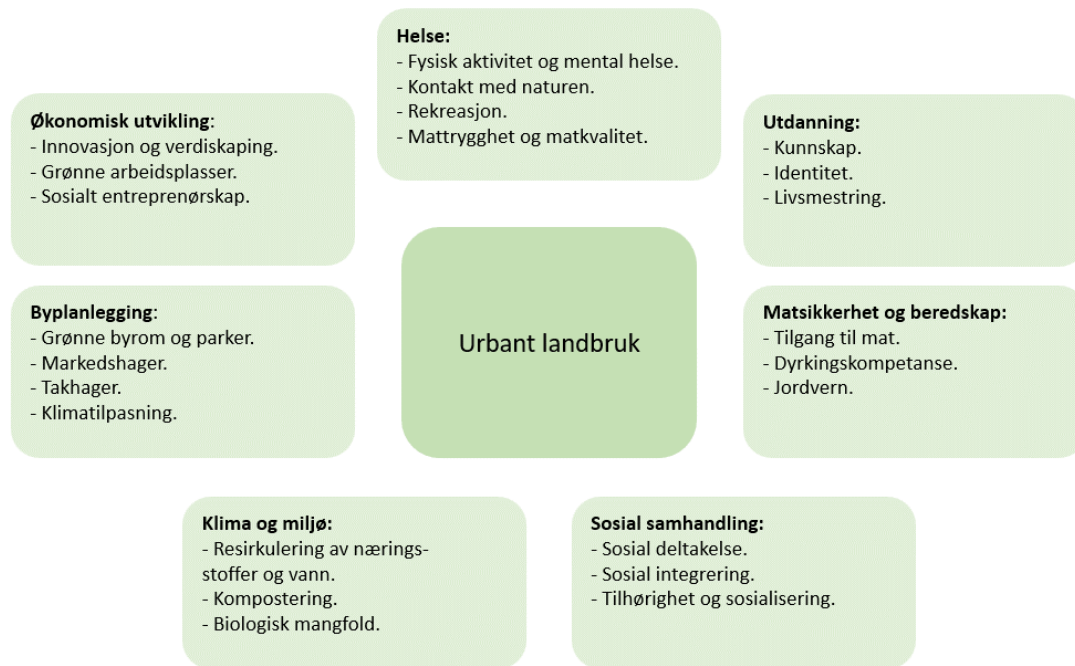 Helse:
- Fysisk aktivitet og mental helse.
- Kontakt med naturen.
- Rekreasjon.
- Mattrygghet og matkvalitet.
Økonomisk utvikling:
- Innovasjon og verdiskaping.
- Grønne arbeidsplasser.
- Sosialt entreprenørskap.
Utdanning:
- Kunnskap.
- Identitet.
- Livsmestring.
Byplanlegging:
- Grønne byrom og parker.
- Markedshager.
- Takhager.
- Klimatilpasning.
Urbant landbruk
Matsikkerhet og beredskap:
- Tilgang til mat.
- Dyrkingskompetanse.
- Jordvern.
Klima og miljø:
- Resirkulering av nærings-
stoffer og vann.
- Kompostering.
- Biologisk mangfold.
Sosial samhandling:
- Sosial deltakelse.
- Sosial integrering.
- Tilhørighet og sosialisering.